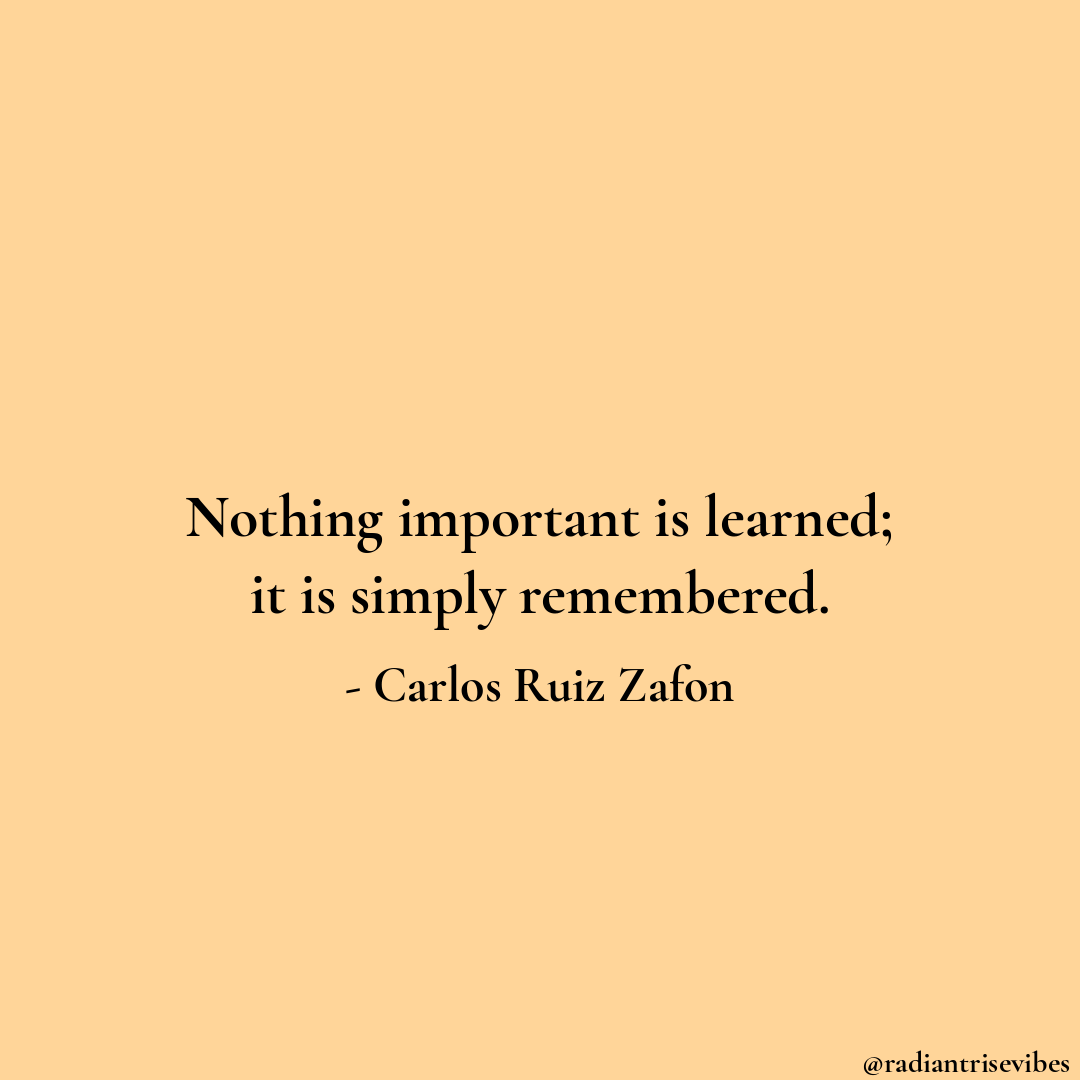 Nothing important is learned;
it is simply remembered.
- Carlos Ruiz Zafon
@radiantrisevibes